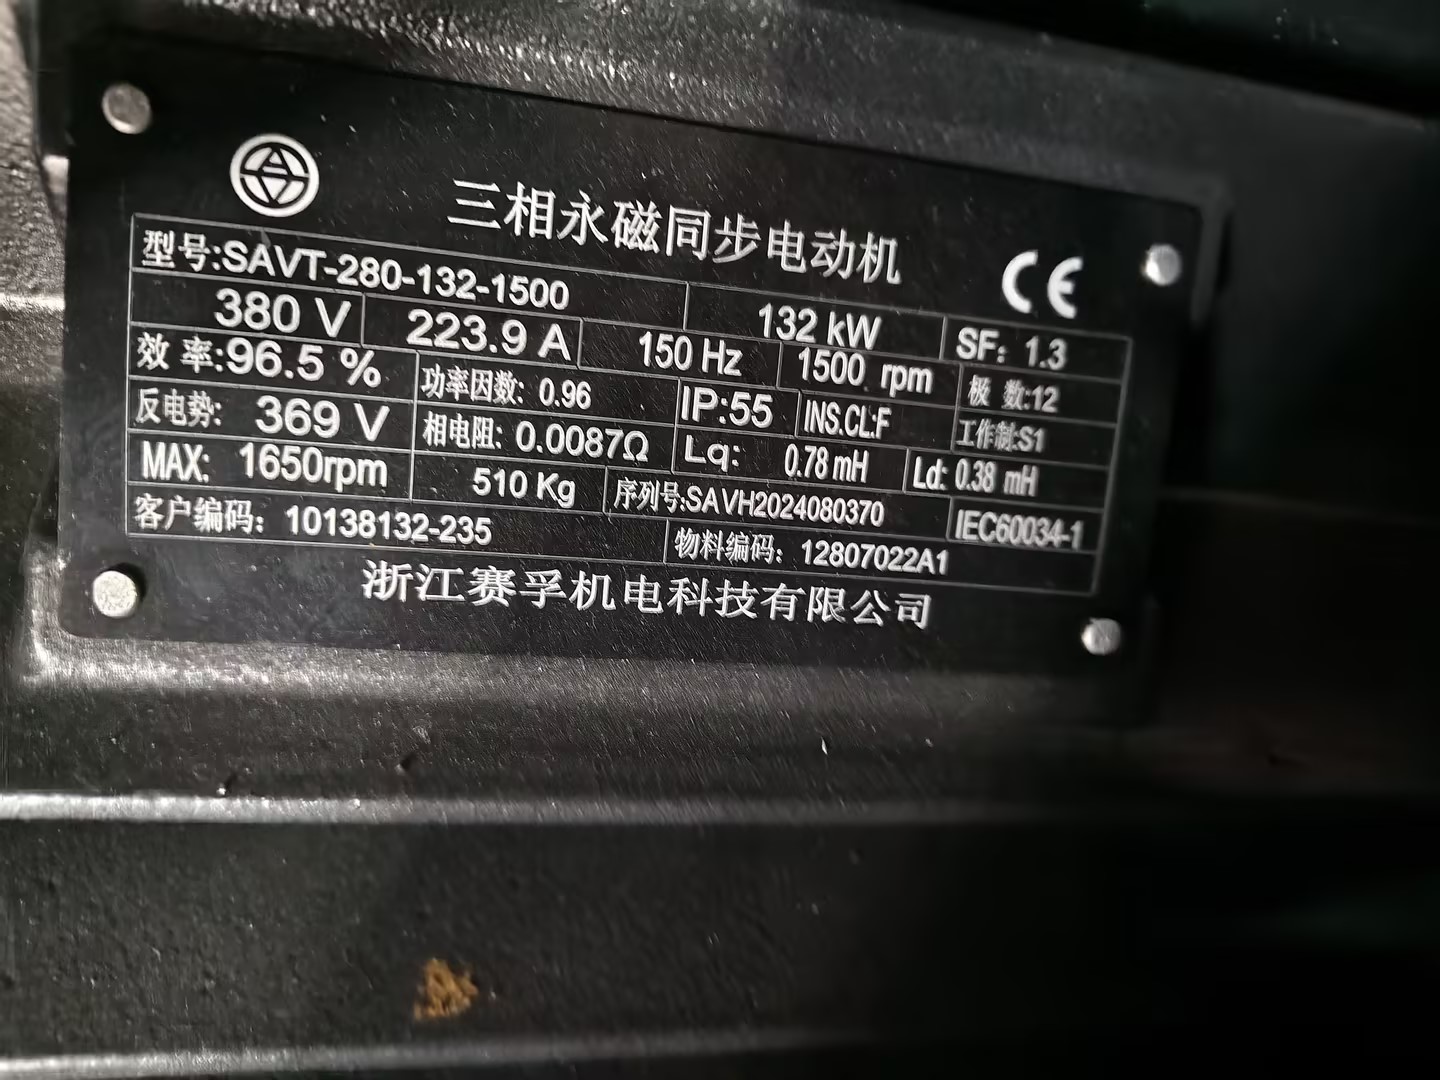 三相永磁同步电动机
CE
型号:SAVT-280-132-1500 132 kW SF: 1.3
380 V 223.9 A 150 Hz 1500 rpm 极 数:12
效 率:96.5 % 功率因数: 0.96 IP:55 INS.CL:F 工作制:S1
反电势: 369 V 相电阻: 0.0087Ω Lq: 0.78 mH Ld: 0.38 mH
MAX: 1650rpm 510 Kg 序列号:SAVH2024080370 IEC60034-1
客户编码: 10138132-235 物料编码: 12807022A1
浙江赛孚机电科技有限公司